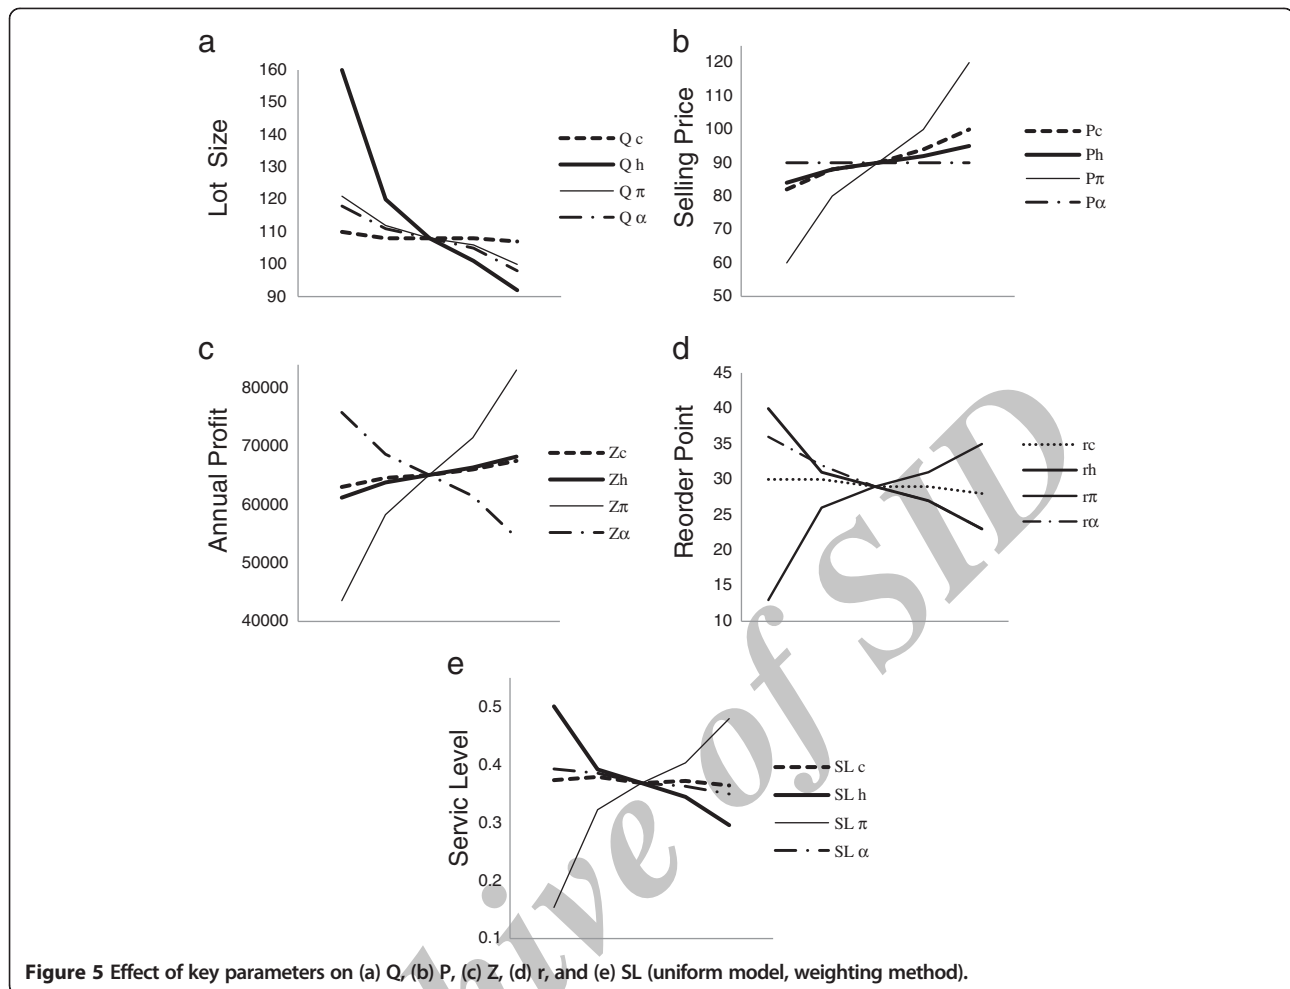 a
160
150
140
130
120
110
100
90
Lot Size
Q c
Q h
Q π
Q α
b
120
110
100
90
80
70
60
50
Selling Price
Pc
Ph
Pπ
Pα
c
80000
70000
60000
50000
40000
Annual Profit
Zc
Zh
Zπ
Zα
d
45
40
35
30
25
20
15
10
Reorder Point
rc
rh
rπ
rα
e
0.5
0.4
0.3
0.2
0.1
Servic Level
SL c
SL h
SL π
SL α
hive of SID
Figure 5 Effect of key parameters on (a) Q, (b) P, (c) Z, (d) r, and (e) SL (uniform model, weighting method).